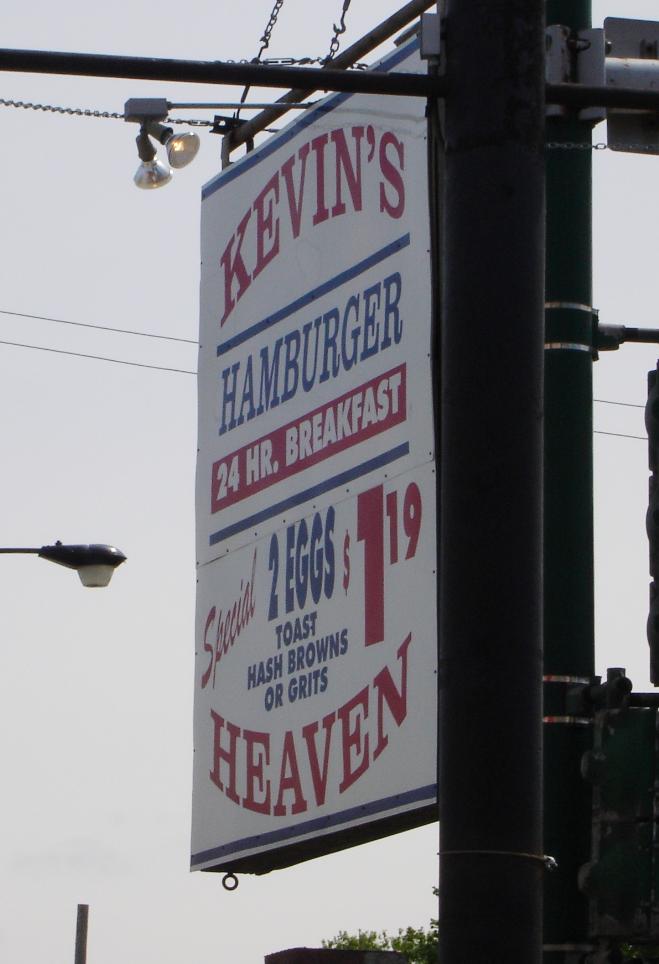 KEVIN'S
HAMBURGER
24 HR. BREAKFAST
Special 2 EGGS $1 19
TOAST
HASH BROWNS
OR GRITS
HEAVEN